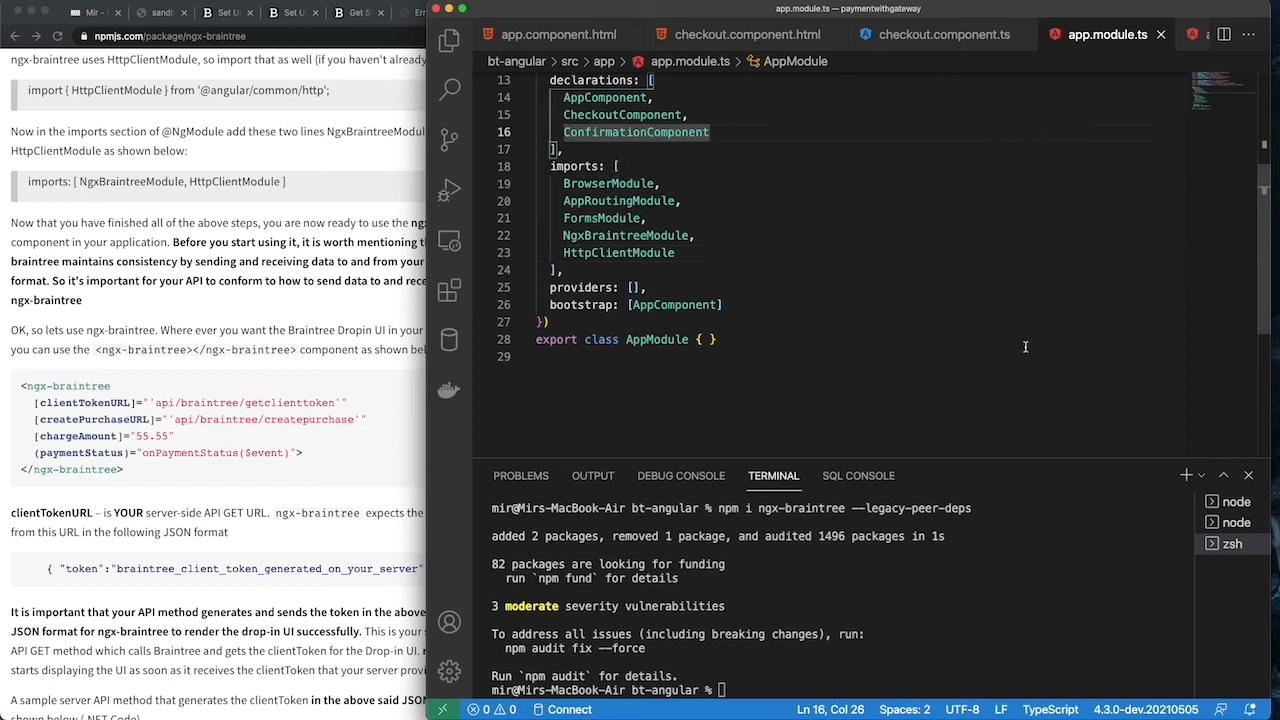 Mir -
sandb
Set U
Set U
Get S
Er
npmjs.com/package/ngx-braintree
ngx-braintree uses HttpClientModule, so import that as well (if you haven't already
import { HttpClientModule } from '@angular/common/http';
Now in the imports section of @NgModule add these two lines NgxBraintreeModul
HttpClientModule as shown below:
imports: [ NgxBraintreeModule, HttpClientModule ]
Now that you have finished all of the above steps, you are now ready to use the ng
component in your application. Before you start using it, it is worth mentioning t
braintree maintains consistency by sending and receiving data to and from your
format. So it's important for your API to conform to how to send data to and rece
ngx-braintree
OK, so lets use ngx-braintree. Where ever you want the Braintree Dropin UI in your
you can use the <ngx-braintree></ngx-braintree> component as shown bel
<ngx-braintree
[clientTokenURL]="'api/braintree/getclienttoken'"
[createPurchaseURL]="'api/braintree/createpurchase'"
[chargeAmount]="55.55"
(paymentStatus)="onPaymentStatus($event)">
</ngx-braintree>
clientTokenURL – is YOUR server-side API GET URL. ngx-braintree expects the
from this URL in the following JSON format
{ "token":"braintree_client_token_generated_on_your_server"
It is important that your API method generates and sends the token in the above
JSON format for ngx-braintree to render the drop-in UI successfully. This is your s
API GET method which calls Braintree and gets the clientToken for the Drop-in UI.
starts displaying the UI as soon as it receives the clientToken that your server provi
A sample server API method that generates the clientToken in the above said JSO
shown below (.NET Code)
app.module.ts — paymentwithgateway
app.component.html
checkout.component.html
checkout.component.ts
app.module.ts
bt-angular > src > app > app.module.ts > AppModule
13 declarations: [
14 AppComponent,
15 CheckoutComponent,
16 ConfirmationComponent
17 ],
18 imports: [
19 BrowserModule,
20 AppRoutingModule,
21 FormsModule,
22 NgxBraintreeModule,
23 HttpClientModule
24 ],
25 providers: [],
26 bootstrap: [AppComponent]
27 })
28 export class AppModule { }
29
PROBLEMS OUTPUT DEBUG CONSOLE TERMINAL SQL CONSOLE
mir@Mirs-MacBook-Air bt-angular % npm i ngx-braintree --legacy-peer-deps
added 2 packages, removed 1 package, and audited 1496 packages in 1s
82 packages are looking for funding
run `npm fund` for details
3 moderate severity vulnerabilities
To address all issues (including breaking changes), run:
npm audit fix --force
Run `npm audit` for details.
mir@Mirs-MacBook-Air bt-angular %
node
node
zsh
0 0 Connect Ln 16, Col 26 Spaces: 2 UTF-8 LF TypeScript 4.3.0-dev.20210505